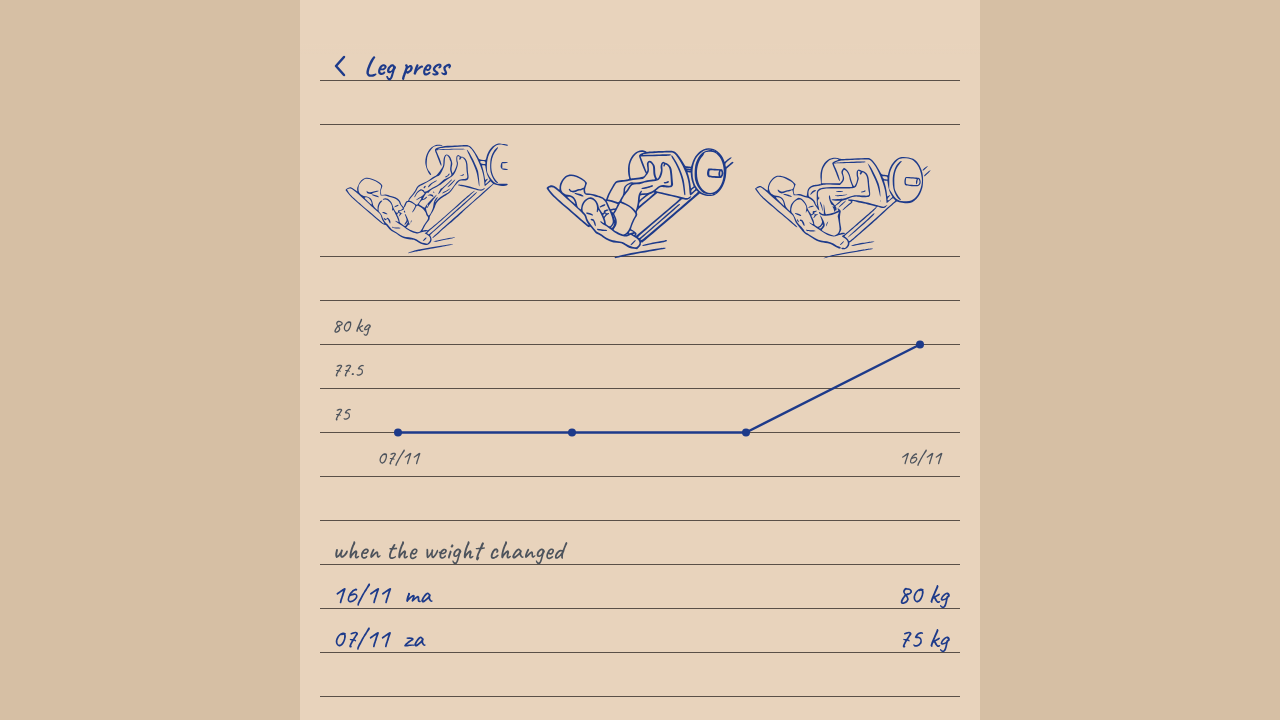 Leg press
80 kg
77.5
75
07/11 16/11
when the weight changed
16/11 ma 80 kg
07/11 za 75 kg